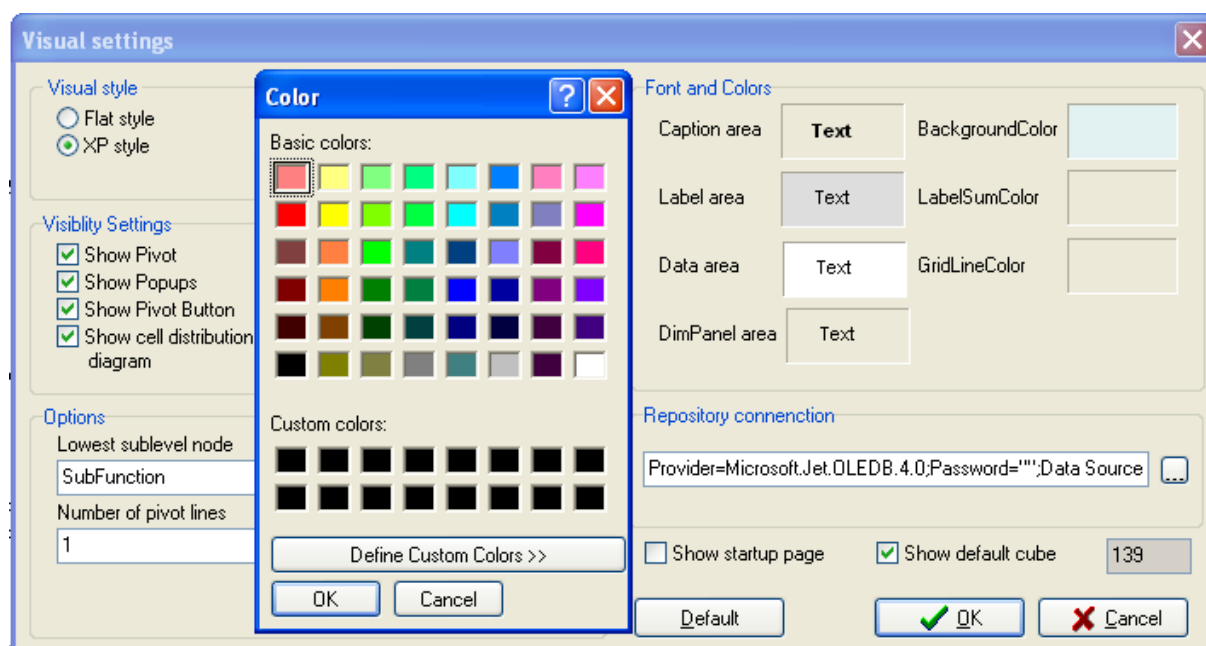 Visual settings
Visual style
Flat style
XP style
Visiblity Settings
Show Pivot
Show Popups
Show Pivot Button
Show cell distribution
diagram
Options
Lowest sublevel node
SubFunction
Number of pivot lines
1
Color
?
Basic colors:
Custom colors:
Define Custom Colors >>
OK
Cancel
Font and Colors
Caption area
Text
BackgroundColor
Label area
Text
LabelSumColor
Data area
Text
GridLineColor
DimPanel area
Text
Repository connenction
Provider=Microsoft.Jet.OLEDB.4.0;Password="";Data Source
...
Show startup page
Show default cube
139
Default
OK
Cancel